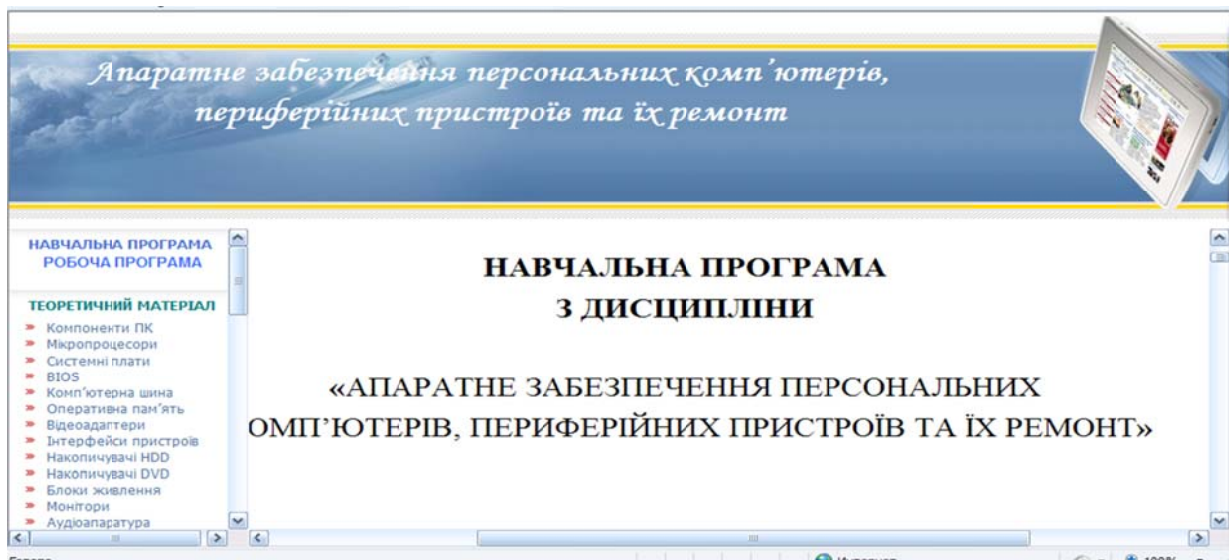 Апаратне забезпечення персональних комп'ютерів,
периферійних пристроїв та їх ремонт
НАВЧАЛЬНА ПРОГРАМА
РОБОЧА ПРОГРАМА
ТЕОРЕТИЧНИЙ МАТЕРІАЛ
Компоненти ПК
Мікропроцесори
Системні плати
BIOS
Комп'ютерна шина
Оперативна пам'ять
Відеоадаптери
Інтерфейси пристроїв
Накопичувачі HDD
Накопичувачі DVD
Блоки живлення
Монітори
Аудіоапаратура
НАВЧАЛЬНА ПРОГРАМА
З ДИСЦИПЛІНИ
«АПАРАТНЕ ЗАБЕЗПЕЧЕННЯ ПЕРСОНАЛЬНИХ
ОМП'ЮТЕРІВ, ПЕРИФЕРІЙНИХ ПРИСТРОЇВ ТА ЇХ РЕМОНТ»